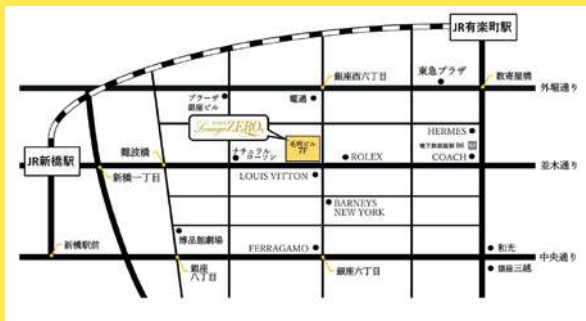 JR有楽町駅
銀座西六丁目
東急プラザ
数寄屋橋
外堀通り
ブラーザ
銀座ビル
電通
Lounge ZERO
毛利ビル
7F
HERMES
地下鉄銀座駅 B6
難波橋
ナチュラル
ローソン
ROLEX
COACH
並木通り
JR新橋駅
新橋一丁目
LOUIS VITTON
BARNEYS
NEW YORK
博品館劇場
新橋駅前
FERRAGAMO
和光
中央通り
銀座
八丁目
銀座六丁目
銀座三越